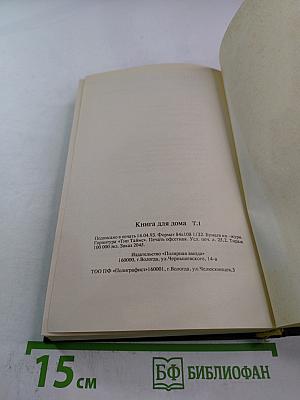 Книга для дома Т.1
Подписано в печать 14.04.93. Формат 84х108 1/32. Бумага кн.-журн.
Гарнитура «Тип Таймс». Печать офсетная. Усл. печ. л. 25,2. Тираж
100 000 экз. Заказ 2045.
Издательство «Полярная звезда»
160000, г. Вологда, ул. Чернышевского, 14-а
ТОО ПФ «Полиграфист» 160001, г. Вологда, ул. Челюскинцев, 3
15 см
БФ БИБЛИОФАН